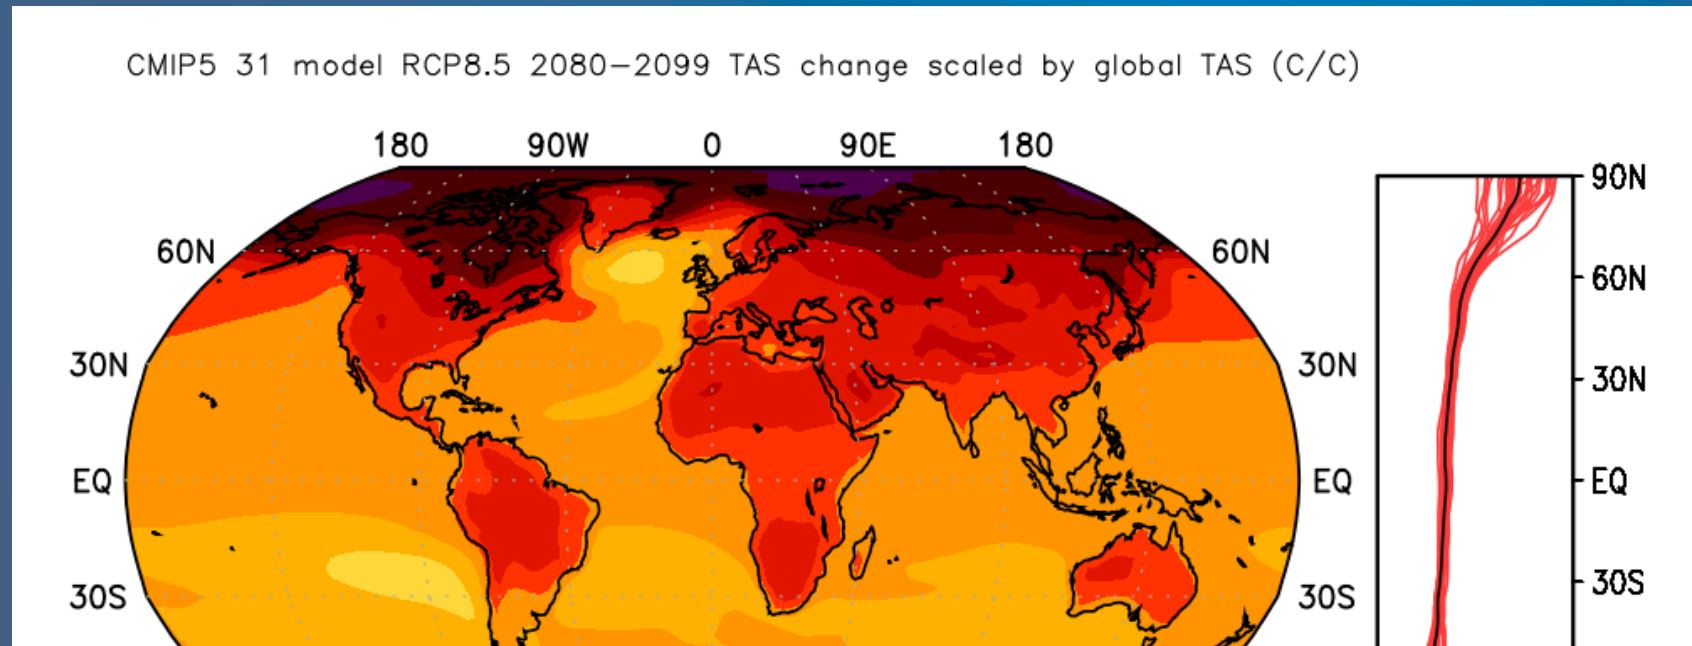 CMIP5 31 model RCP8.5 2080-2099 TAS change scaled by global TAS (C/C)
180 90W 0 90E 180
90N
60N 60N 60N
30N 30N 30N
EQ EQ EQ
30S 30S 30S